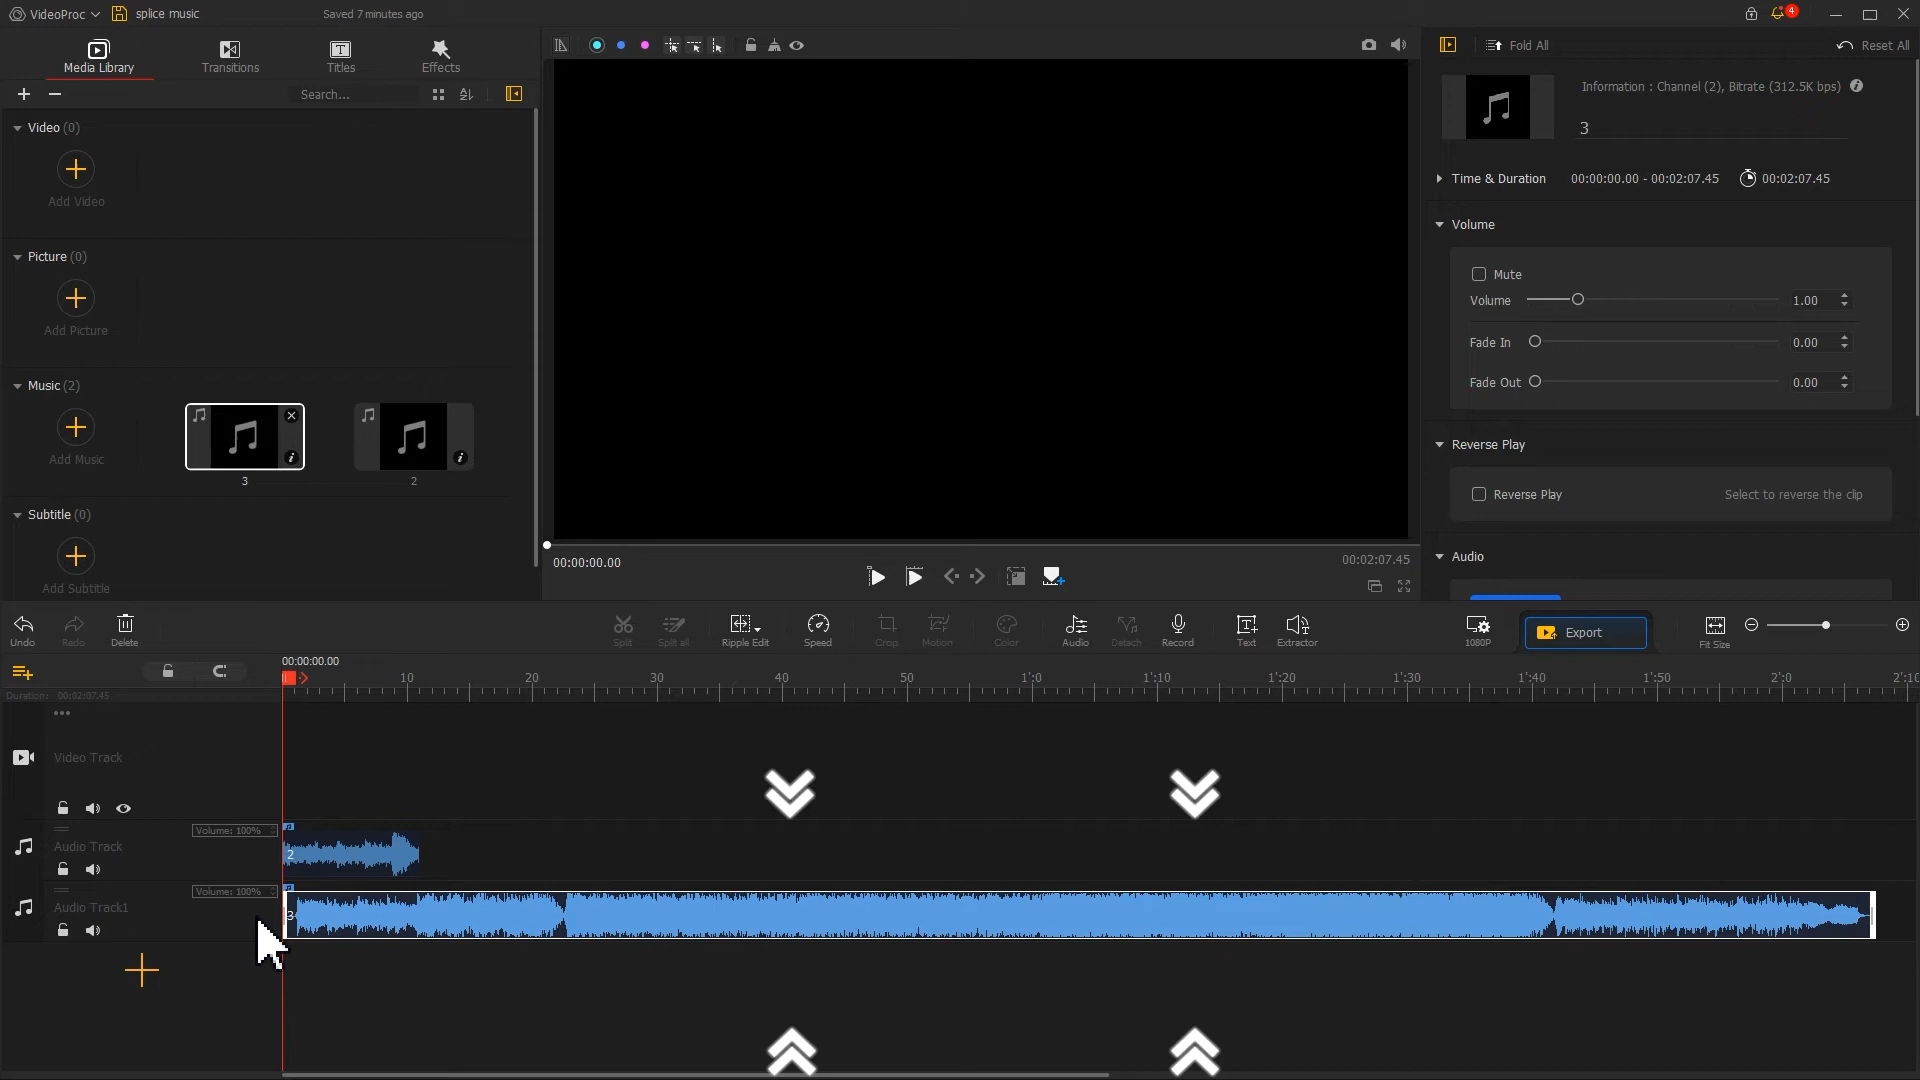 VideoProc splice music Saved 7 minutes ago 4
Media Library Transitions Titles Effects
Fold All Reset All
Search...
Information : Channel (2), Bitrate (312.5K bps)
3
Video (0)
Add Video
Time & Duration 00:00:00.00 - 00:02:07.45 00:02:07.45
Volume
Picture (0)
Add Picture
Mute
Volume 1.00
Fade In 0.00
Fade Out 0.00
Music (2)
Add Music
3 2
Reverse Play
Reverse Play Select to reverse the clip
Subtitle (0)
Add Subtitle
Audio
00:00:00.00 00:02:07.45
Undo Redo Delete Split Split all Ripple Edit Speed Crop Motion Color Audio Detach Record Text Extractor 1080P Export Fit Size
00:00:00.00
10 20 30 40 50 1':0 1':10 1':20 1':30 1':40 1':50 2':0 2':10
Duration: 00:02:07.45
Video Track
Volume: 100%
Audio Track
2
Volume: 100%
Audio Track1
3